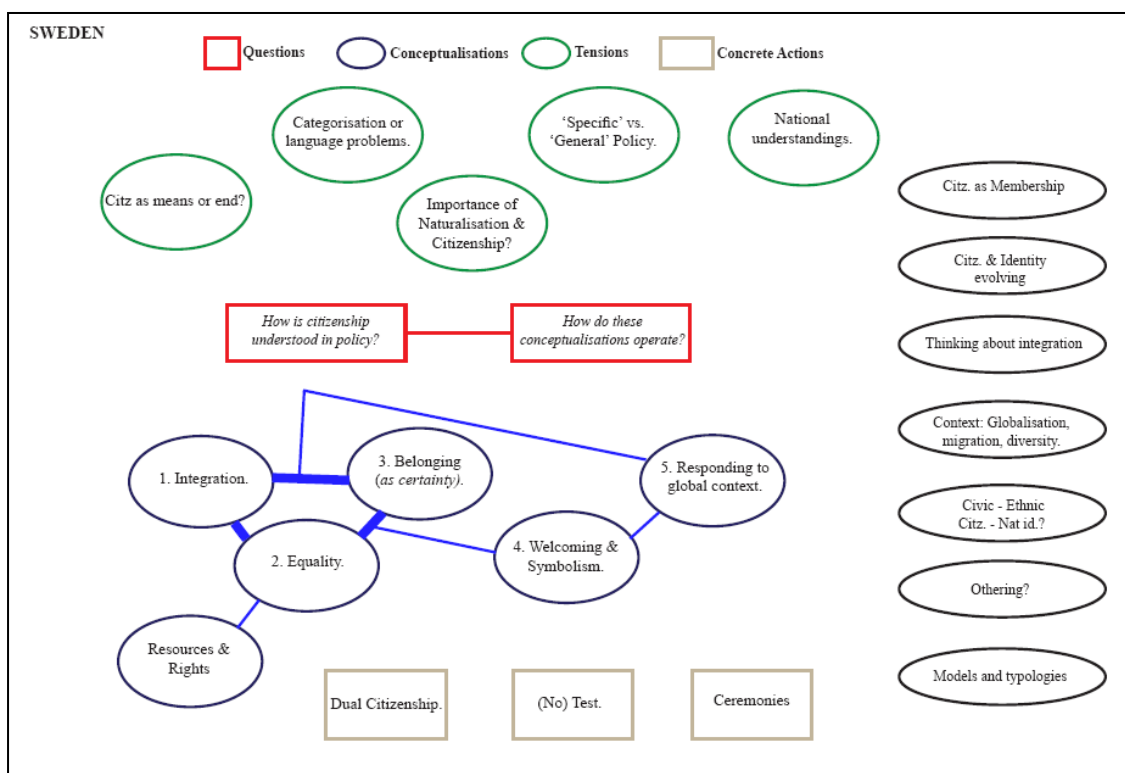 SWEDEN
Questions
Conceptualisations
Tensions
Concrete Actions
Categorisation or
language problems.
‘Specific’ vs.
‘General’ Policy.
National
understandings.
Citz as means or end?
Importance of
Naturalisation &
Citizenship?
How is citizenship
understood in policy?
How do these
conceptualisations operate?
1. Integration.
3. Belonging
(as certainty).
5. Responding to
global context.
2. Equality.
4. Welcoming &
Symbolism.
Resources &
Rights
Dual Citizenship.
(No) Test.
Ceremonies
Citz. as Membership
Citz. & Identity
evolving
Thinking about integration
Context: Globalisation,
migration, diversity.
Civic - Ethnic
Citz. - Nat id.?
Othering?
Models and typologies